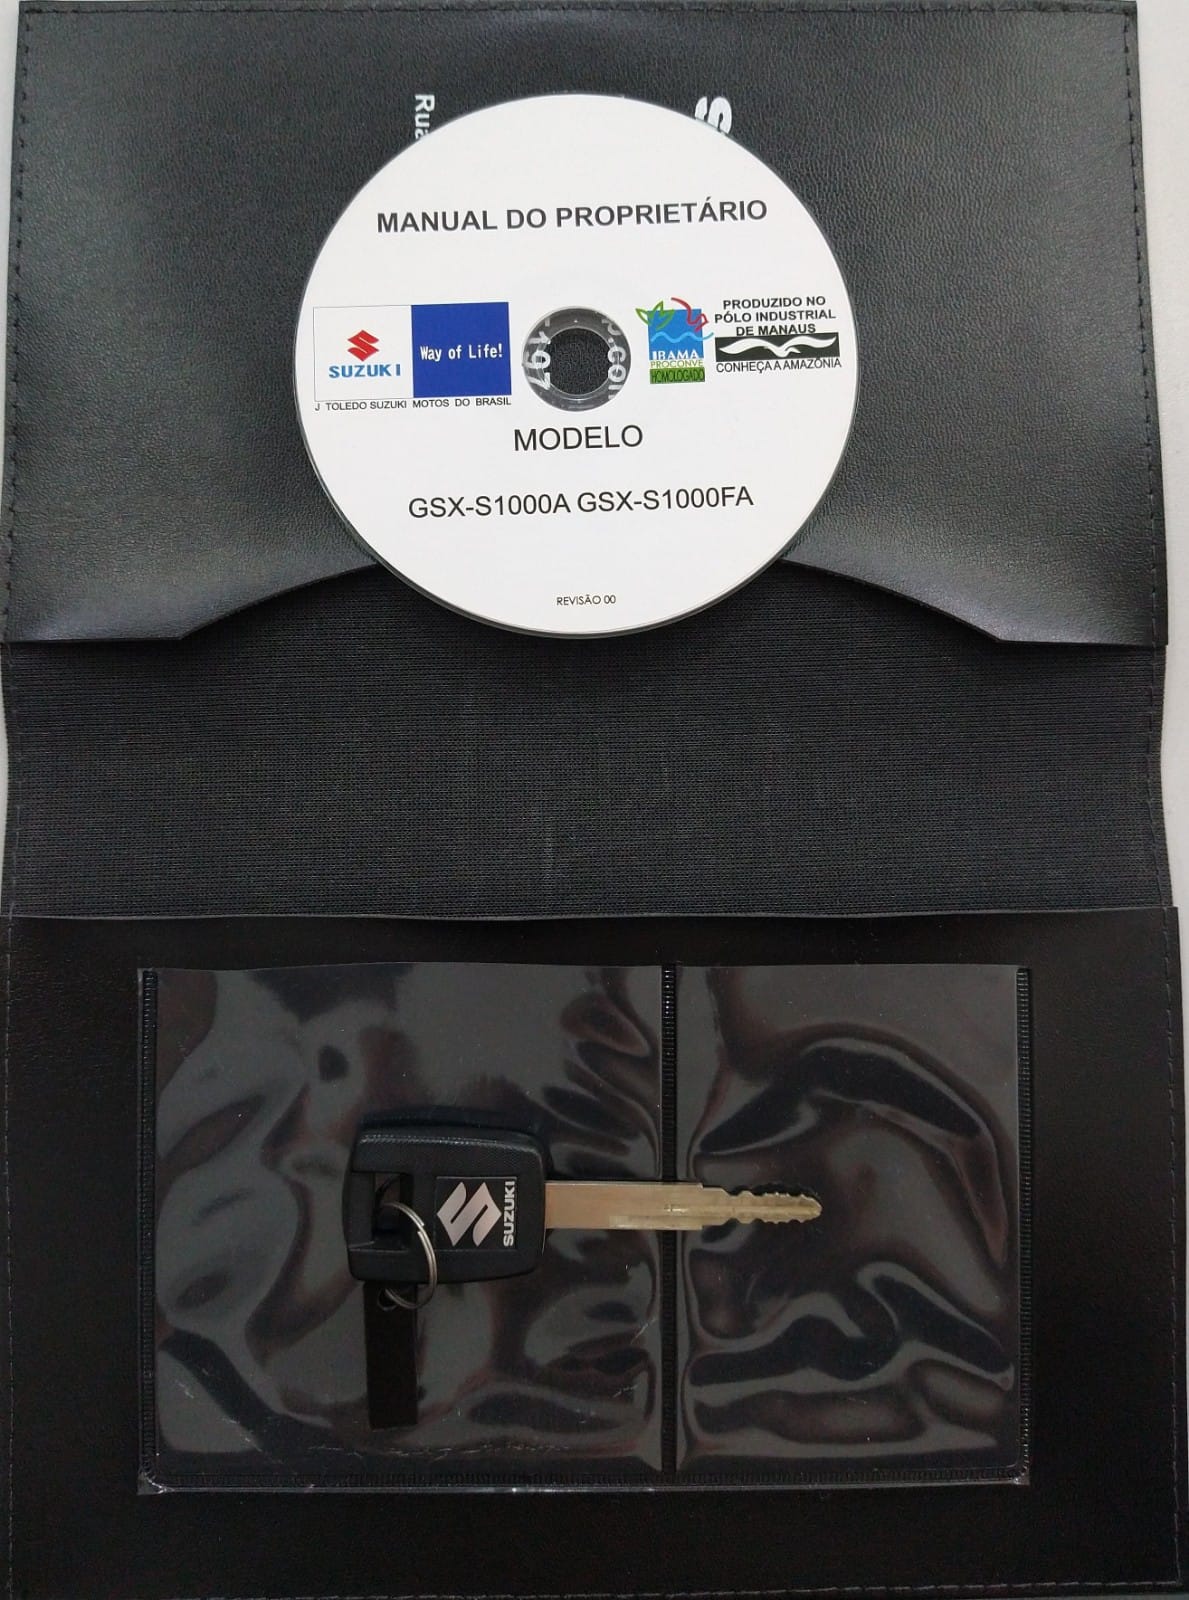 Rua
S
MANUAL DO PROPRIETÁRIO
SUZUKI
Way of Life!
J TOLEDO SUZUKI MOTOS DO BRASIL
IBAMA
PROCONVE
HOMOLOGADO
PRODUZIDO NO
PÓLO INDUSTRIAL
DE MANAUS
CONHEÇA A AMAZÔNIA
MODELO
GSX-S1000A GSX-S1000FA
REVISÃO 00
SUZUKI